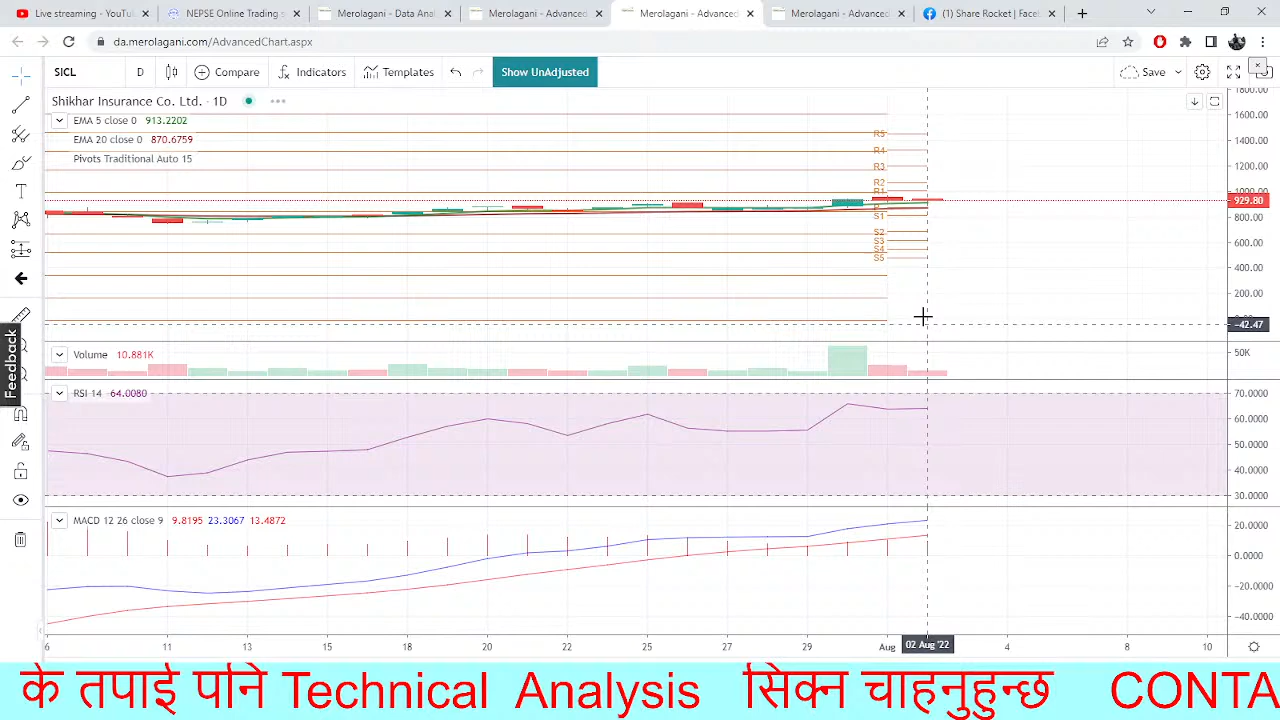 Live streaming - YouTu
NEPSE Online Trading s
Merolagani - Data Anal
Merolagani - Advanced
Merolagani - Advanced
Merolagani - Advanced
(1) Share Rocket | Face
da.merolagani.com/AdvancedChart.aspx
SICL D Compare Indicators Templates Show UnAdjusted Save
Shikhar Insurance Co. Ltd. · 1D
EMA 5 close 0 913.2202
EMA 20 close 0 870.6759
Pivots Traditional Auto 15
R5
R4
R3
R2
R1
P
S1
S2
S3
S4
S5
1800.00
1600.00
1400.00
1200.00
1000.00
929.80
800.00
600.00
400.00
200.00
−42.47
Feedback
Volume 10.881K
50K
RSI 14 64.0080
70.0000
60.0000
50.0000
40.0000
30.0000
MACD 12 26 close 9 9.8195 23.3067 13.4872
20.0000
0.0000
−20.0000
−40.0000
6 11 13 15 18 20 22 25 27 29 Aug 02 Aug '22 4 8 10
के तपाई पनि Technical Analysis सिक्न चाहनुहुन्छ CONTA